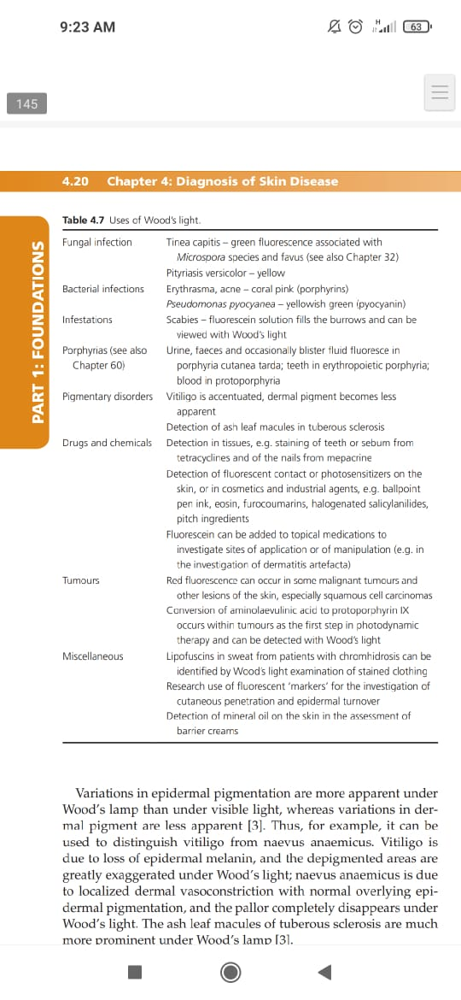 9:23 AM
H
63
145
4.20 Chapter 4: Diagnosis of Skin Disease
PART 1: FOUNDATIONS
Table 4.7 Uses of Wood's light.
Fungal infection Tinea capitis – green fluorescence associated with
Microspora species and favus (see also Chapter 32)
Pityriasis versicolor – yellow
Bacterial infections Erythrasma, acne – coral pink (porphyrins)
Pseudomonas pyocyanea – yellowish green (pyocyanin)
Infestations Scabies – fluorescein solution fills the burrows and can be
viewed with Wood's light
Porphyrias (see also Urine, faeces and occasionally blister fluid fluoresce in
Chapter 60) porphyria cutanea tarda; teeth in erythropoietic porphyria;
blood in protoporphyria
Pigmentary disorders Vitiligo is accentuated, dermal pigment becomes less
apparent
Detection of ash leaf macules in tuberous sclerosis
Drugs and chemicals Detection in tissues, e.g. staining of teeth or sebum from
tetracyclines and of the nails from mepacrine
Detection of fluorescent contact or photosensitizers on the
skin, or in cosmetics and industrial agents, e.g. ballpoint
pen ink, eosin, furocoumarins, halogenated salicylanilides,
pitch ingredients
Fluorescein can be added to topical medications to
investigate sites of application or of manipulation (e.g. in
the investigation of dermatitis artefacta)
Tumours Red fluorescence can occur in some malignant tumours and
other lesions of the skin, especially squamous cell carcinomas
Conversion of aminolaevulinic acid to protoporphyrin IX
occurs within tumours as the first step in photodynamic
therapy and can be detected with Wood's light
Miscellaneous Lipofuscins in sweat from patients with chromhidrosis can be
identified by Wood's light examination of stained clothing
Research use of fluorescent 'markers' for the investigation of
cutaneous penetration and epidermal turnover
Detection of mineral oil on the skin in the assessment of
barrier creams
Variations in epidermal pigmentation are more apparent under
Wood's lamp than under visible light, whereas variations in der-
mal pigment are less apparent [3]. Thus, for example, it can be
used to distinguish vitiligo from naevus anaemicus. Vitiligo is
due to loss of epidermal melanin, and the depigmented areas are
greatly exaggerated under Wood's light; naevus anaemicus is due
to localized dermal vasoconstriction with normal overlying epi-
dermal pigmentation, and the pallor completely disappears under
Wood's light. The ash leaf macules of tuberous sclerosis are much
more prominent under Wood's lamp [3].